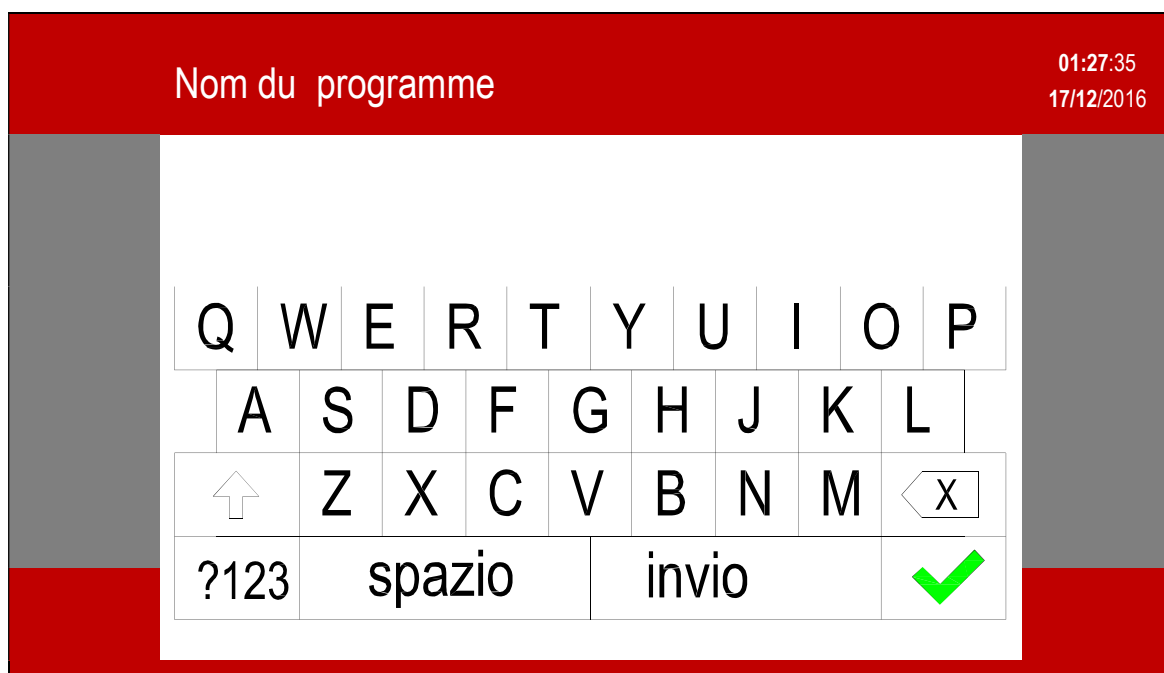 Nom du programme
01:27:35
17/12/2016
Q W E R T Y U I O P
A S D F G H J K L
Z X C V B N M X
?123 spazio invio